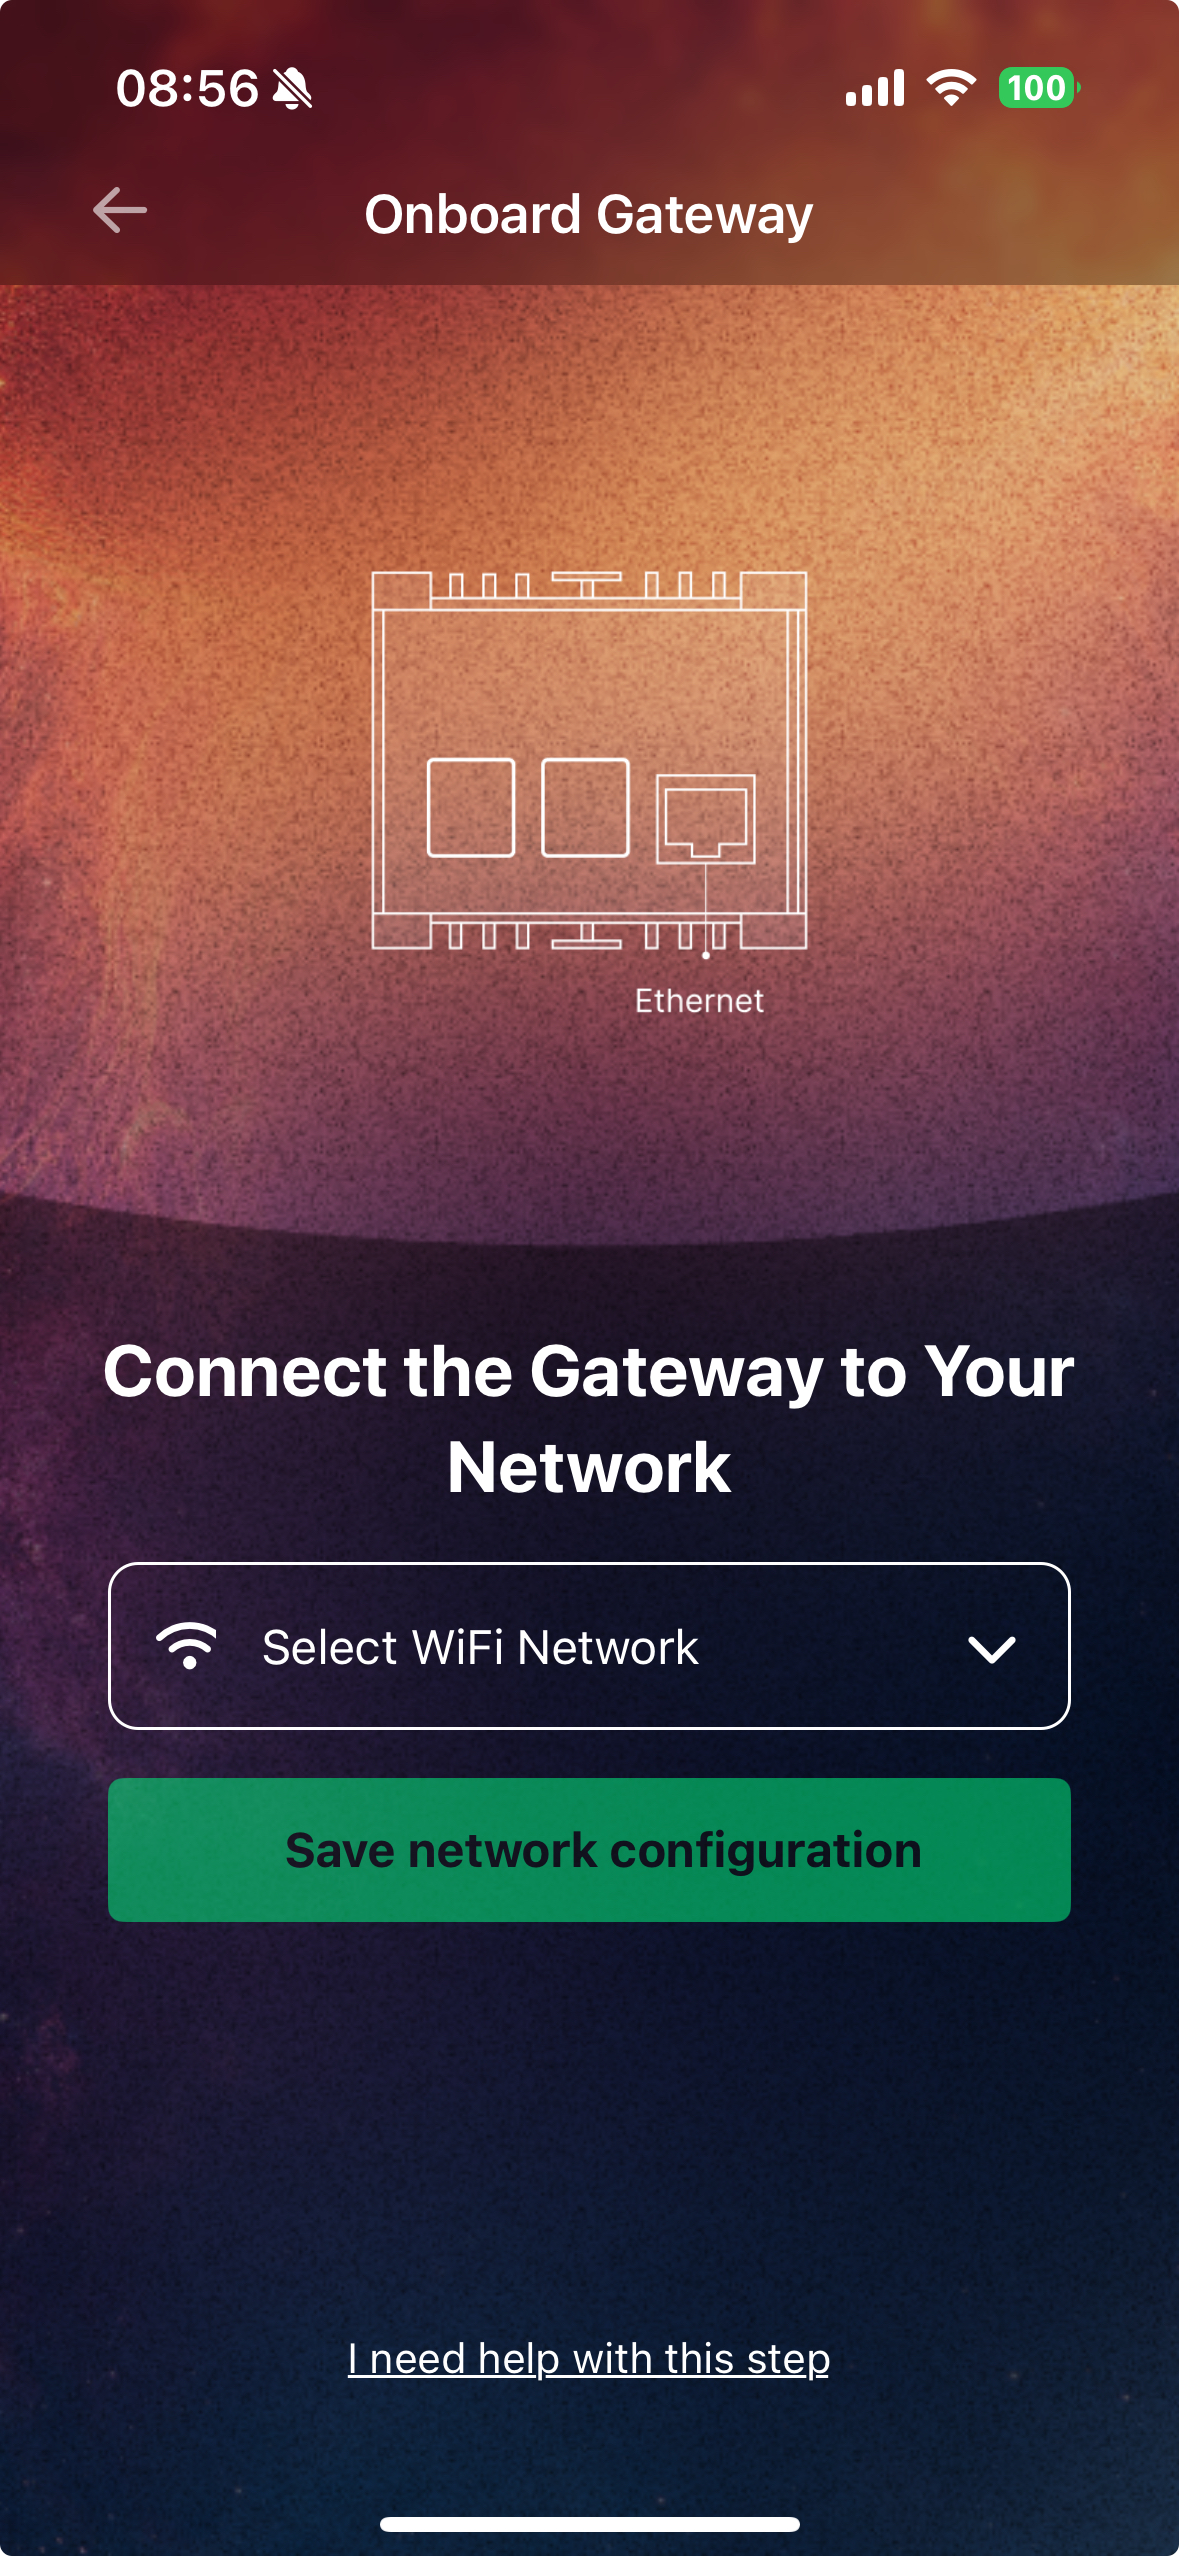 08:56
100
Onboard Gateway
Ethernet
Connect the Gateway to Your
Network
Select WiFi Network
Save network configuration
I need help with this step